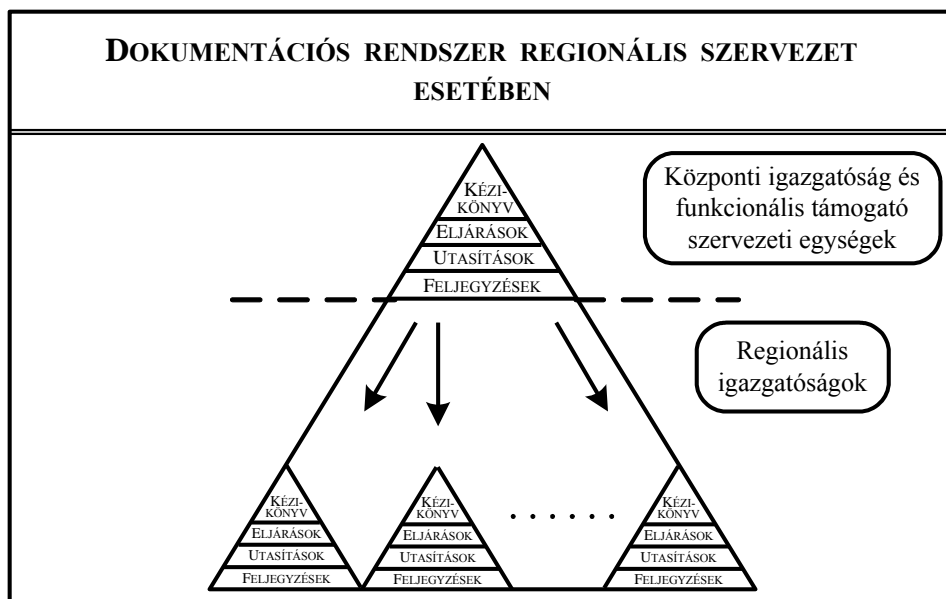 DOKUMENTÁCIÓS RENDSZER REGIONÁLIS SZERVEZET
ESETÉBEN
KÉZI-
KÖNYV
ELJÁRÁSOK
UTASÍTÁSOK
FELJEGYZÉSEK
Központi igazgatóság és
funkcionális támogató
szervezeti egységek
Regionális
igazgatóságok
KÉZI-
KÖNYV
ELJÁRÁSOK
UTASÍTÁSOK
FELJEGYZÉSEK
KÉZI-
KÖNYV
ELJÁRÁSOK
UTASÍTÁSOK
FELJEGYZÉSEK
. . . . . .
KÉZI-
KÖNYV
ELJÁRÁSOK
UTASÍTÁSOK
FELJEGYZÉSEK